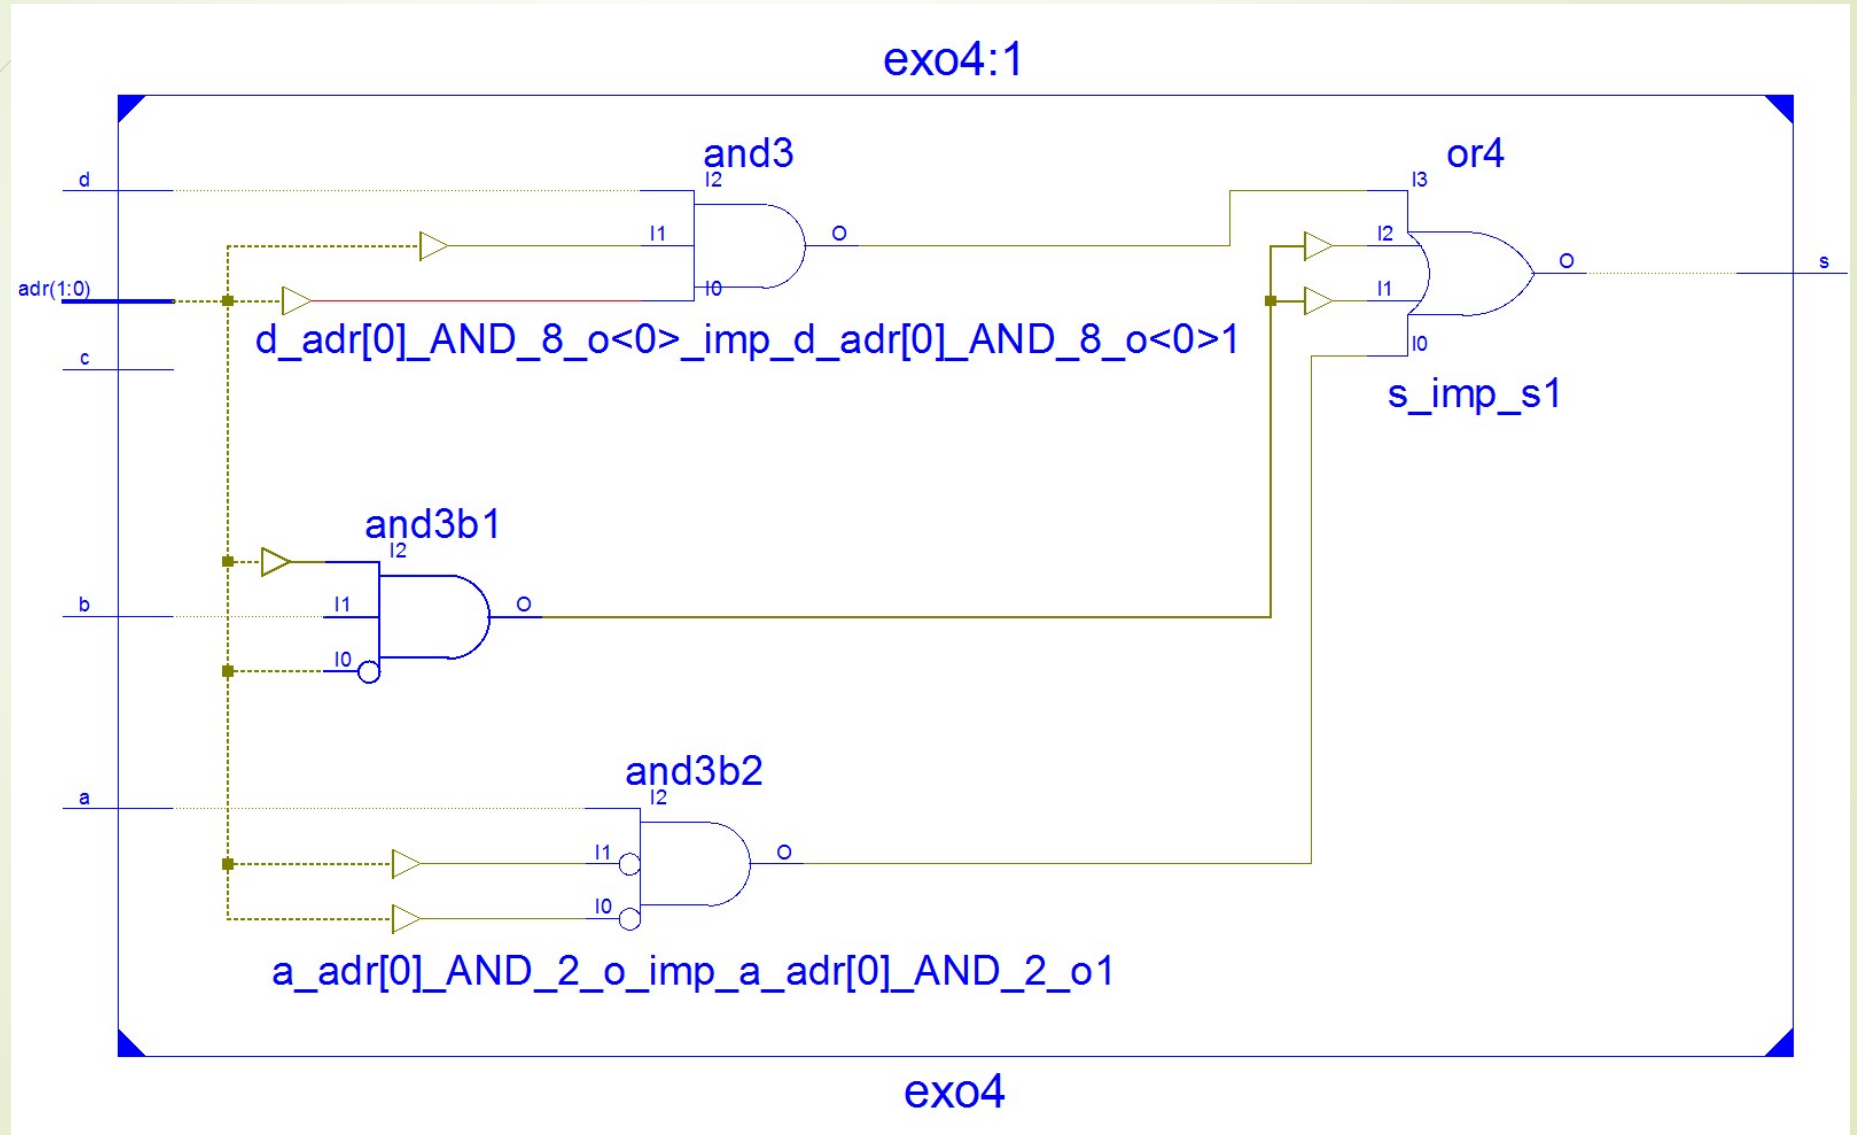 exo4:1
and3
or4
d
I2
I3
I1
O
I2
adr(1:0)
I0
I1
O
s
d_adr[0]_AND_8_o<0>_imp_d_adr[0]_AND_8_o<0>1
c
I0
s_imp_s1
and3b1
I2
b
I1
O
I0
and3b2
a
I2
I1
O
I0
a_adr[0]_AND_2_o_imp_a_adr[0]_AND_2_o1
exo4